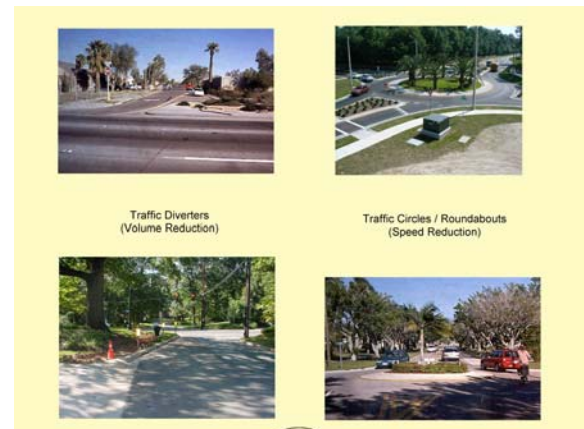 Traffic Diverters
(Volume Reduction)
Traffic Circles / Roundabouts
(Speed Reduction)